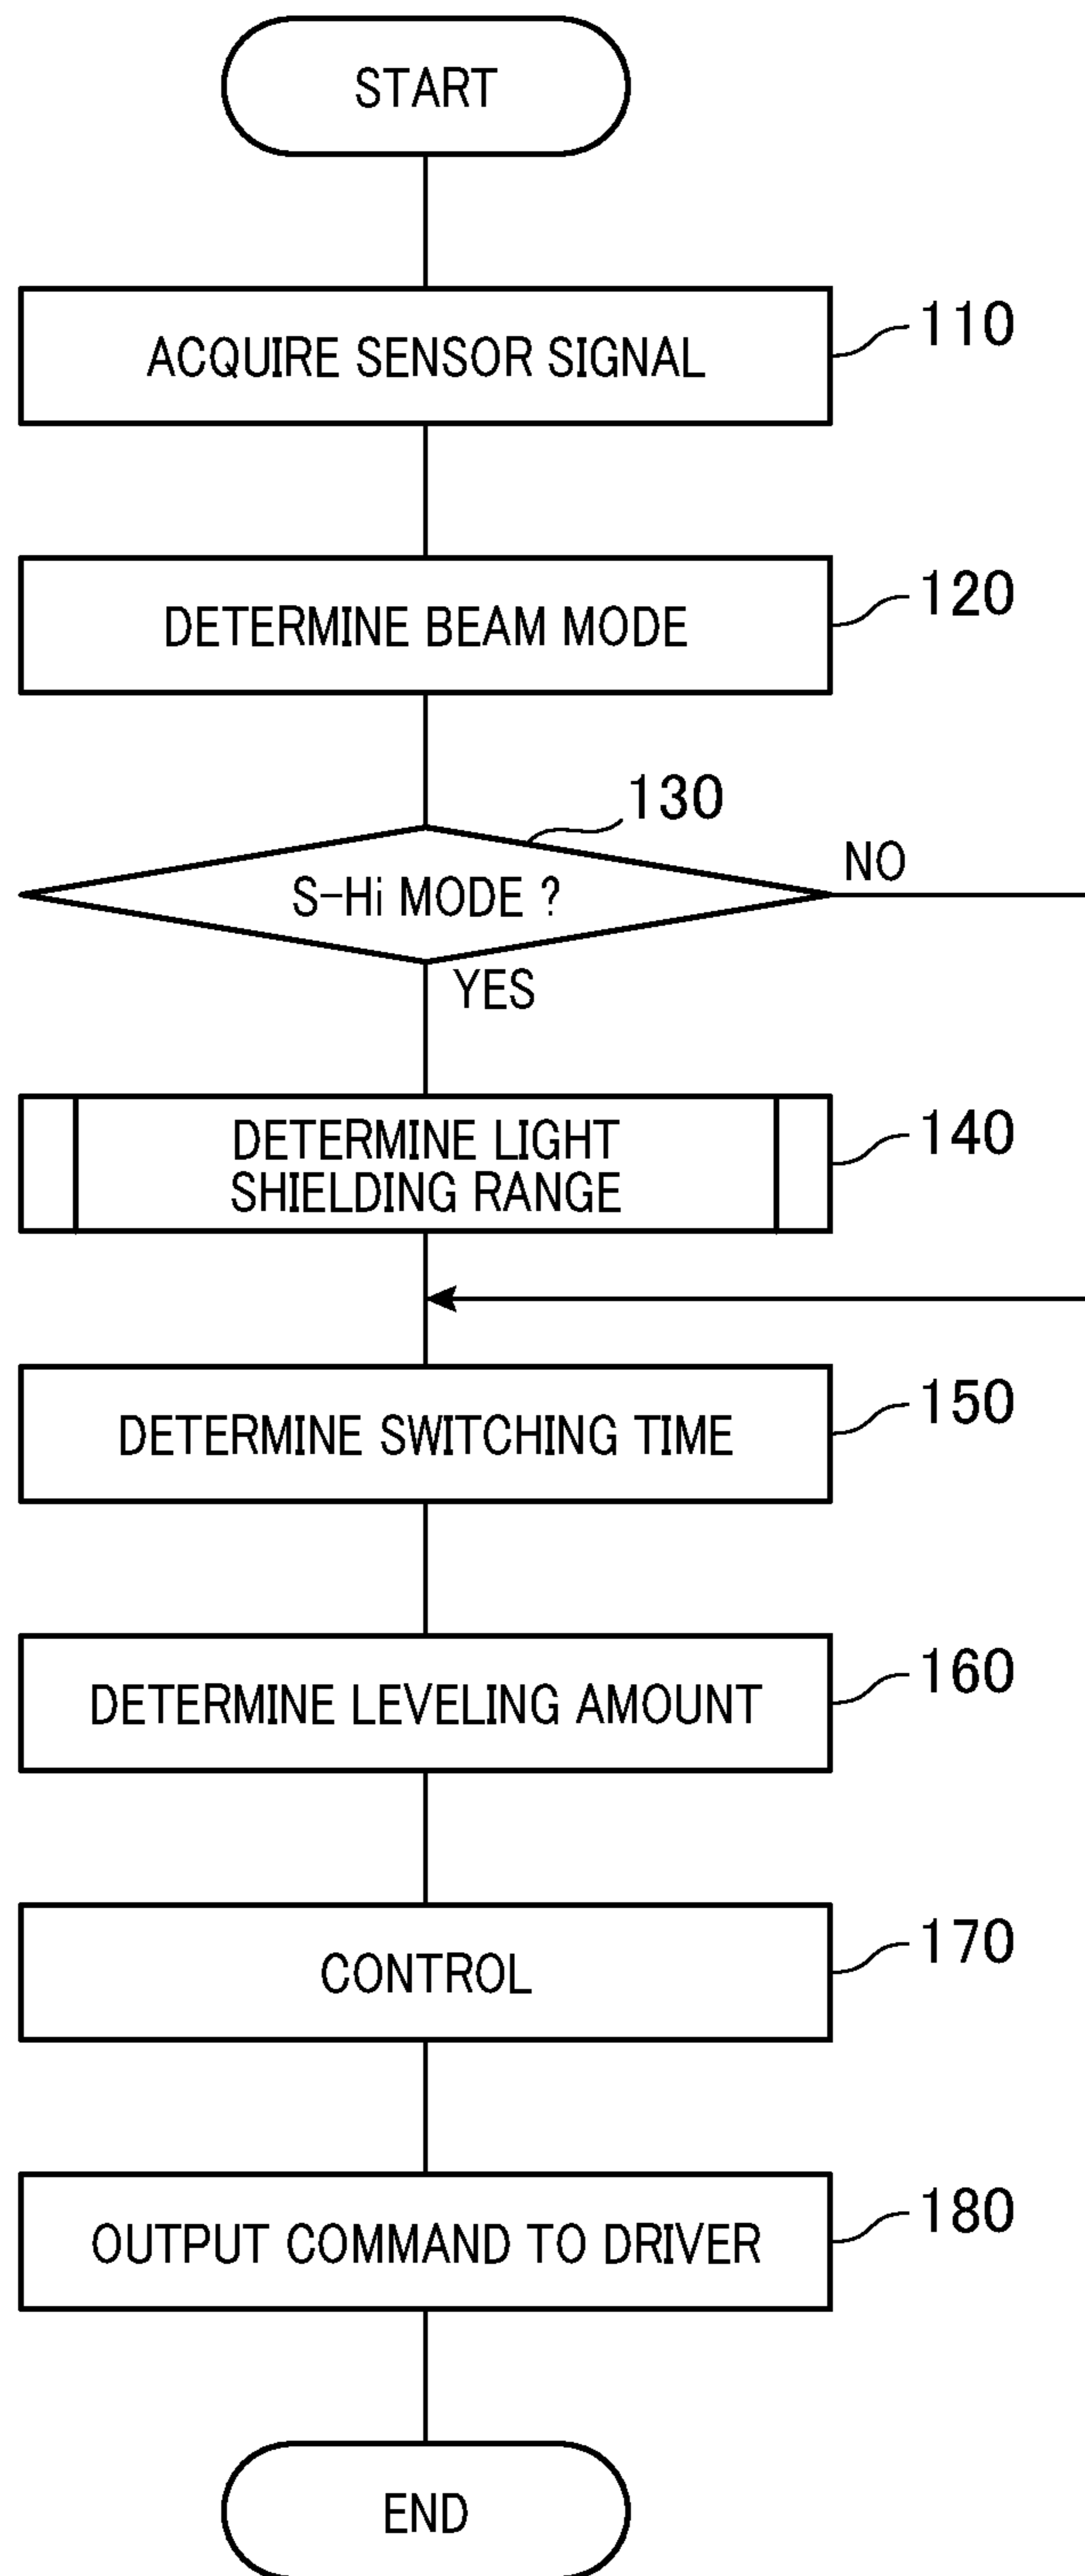 START
ACQUIRE SENSOR SIGNAL
110
DETERMINE BEAM MODE
120
130
S-Hi MODE ?
NO
YES
DETERMINE LIGHT
SHIELDING RANGE
140
DETERMINE SWITCHING TIME
150
DETERMINE LEVELING AMOUNT
160
CONTROL
170
OUTPUT COMMAND TO DRIVER
180
END